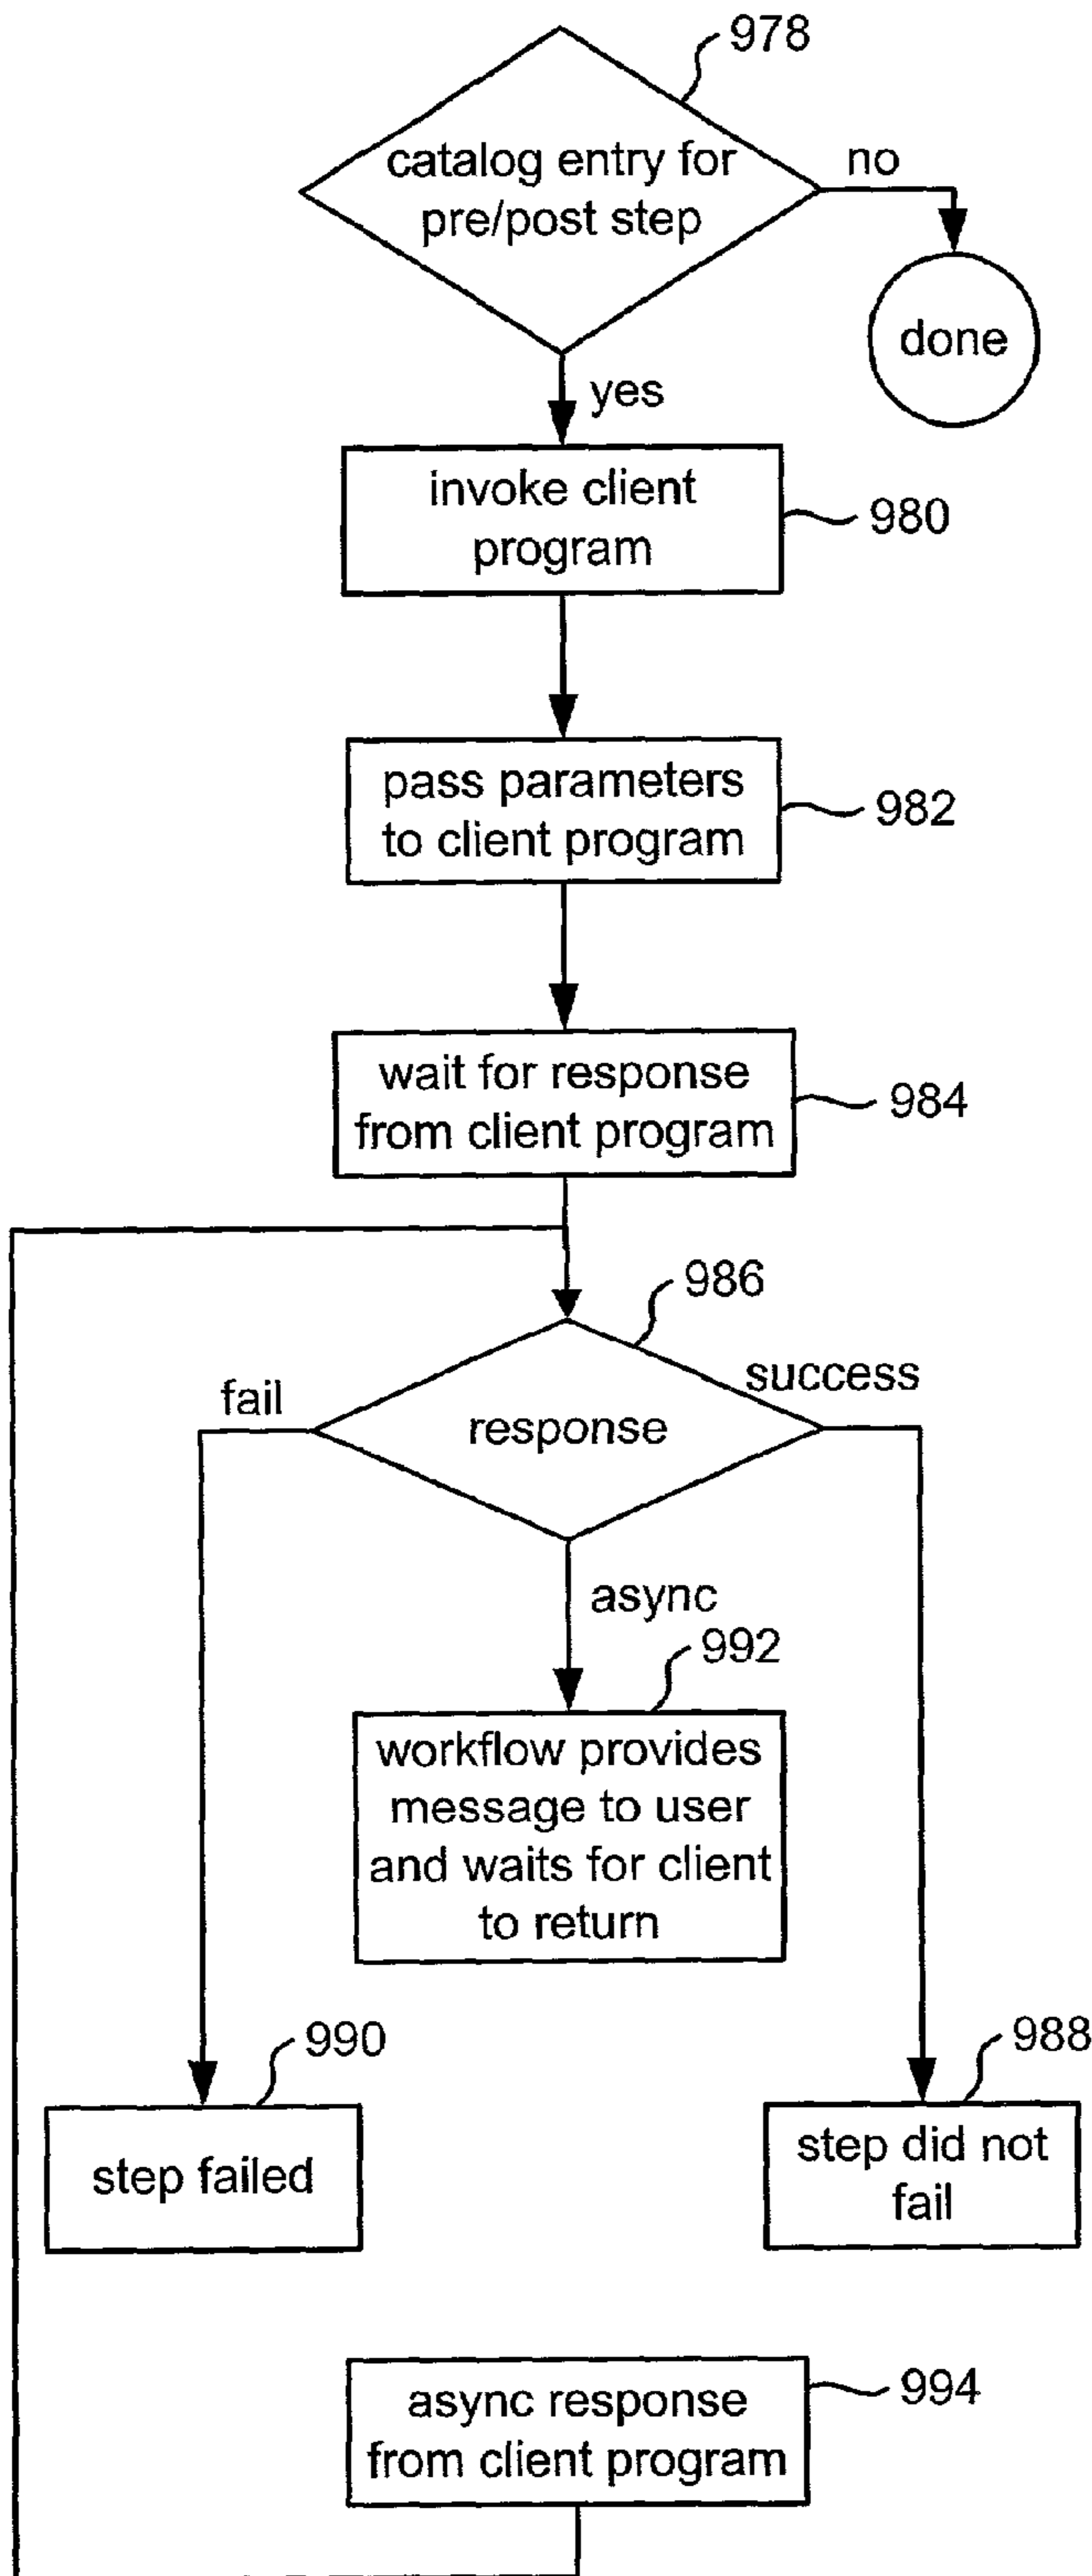 978
catalog entry for
pre/post step
no
done
yes
invoke client
program
980
pass parameters
to client program
982
wait for response
from client program
984
986
fail
success
response
async
992
workflow provides
message to user
and waits for client
to return
990
988
step failed
step did not
fail
async response
from client program
994